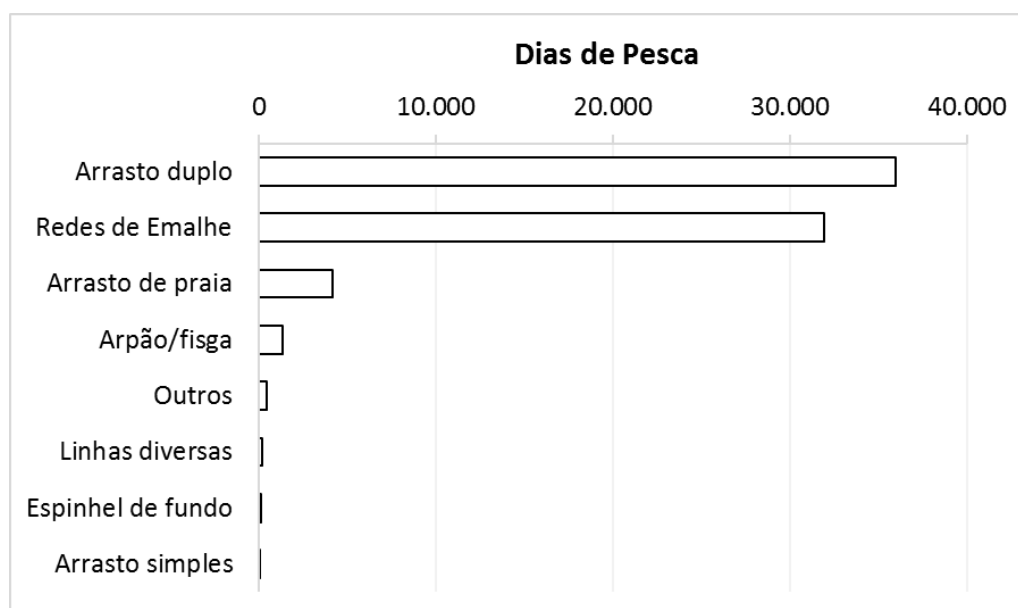 Dias de Pesca
0 10.000 20.000 30.000 40.000
Arrasto duplo
Redes de Emalhe
Arrasto de praia
Arpão/fisga
Outros
Linhas diversas
Espinhel de fundo
Arrasto simples